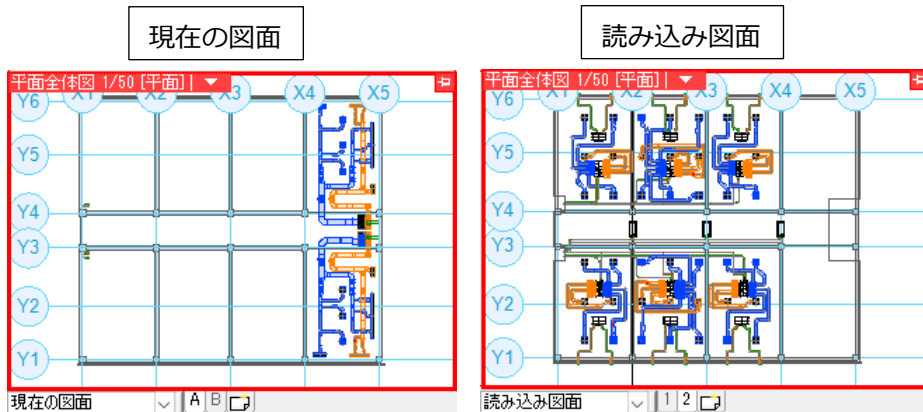 現在の図面
読み込み図面
平面全体図 1/50 [平面] | ▼
X1 X2 X3 X4 X5
Y6
Y5
Y4
Y3
Y2
Y1
現在の図面
A B
平面全体図 1/50 [平面] | ▼
X1 X2 X3 X4 X5
Y6
Y5
Y4
Y3
Y2
Y1
読み込み図面
1 2